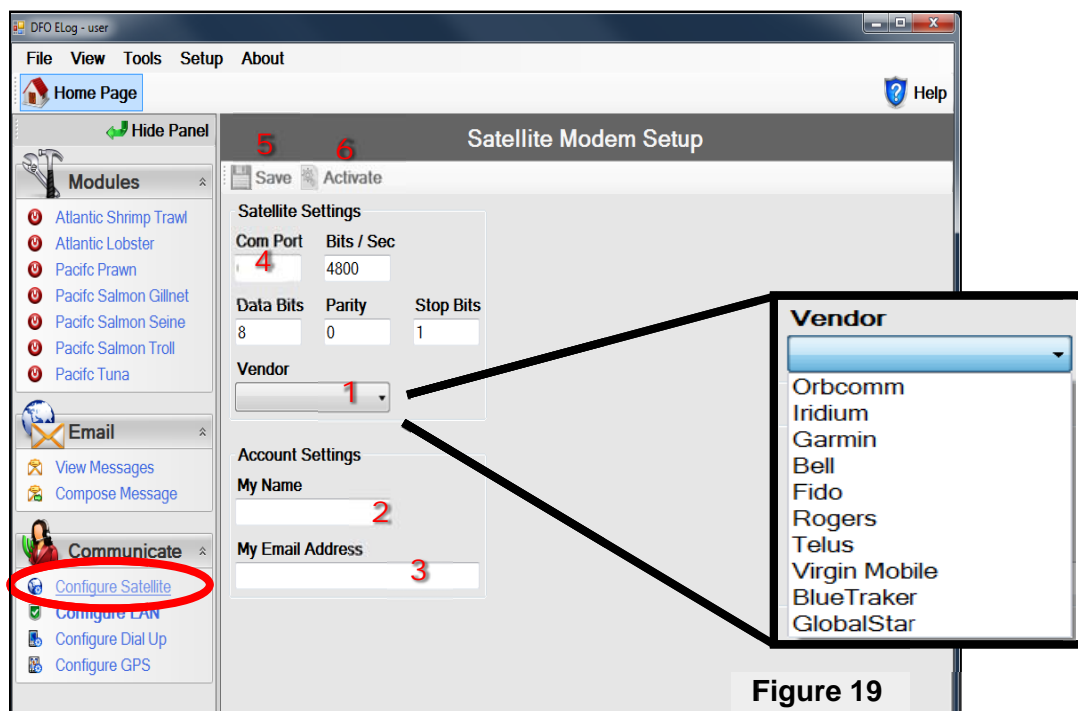 DFO ELog - user
File View Tools Setup About
Home Page
Help
Hide Panel
Satellite Modem Setup
5 6
Save Activate
Modules
Atlantic Shrimp Trawl
Atlantic Lobster
Pacifc Prawn
Pacifc Salmon Gillnet
Pacifc Salmon Seine
Pacifc Salmon Troll
Pacifc Tuna
Email
View Messages
Compose Message
Communicate
Configure Satellite
Configure LAN
Configure Dial Up
Configure GPS
Satellite Settings
Com Port Bits / Sec
4 4800
Data Bits Parity Stop Bits
8 0 1
Vendor
1
Account Settings
My Name
2
My Email Address
3
Vendor
Orbcomm
Iridium
Garmin
Bell
Fido
Rogers
Telus
Virgin Mobile
BlueTraker
GlobalStar
Figure 19